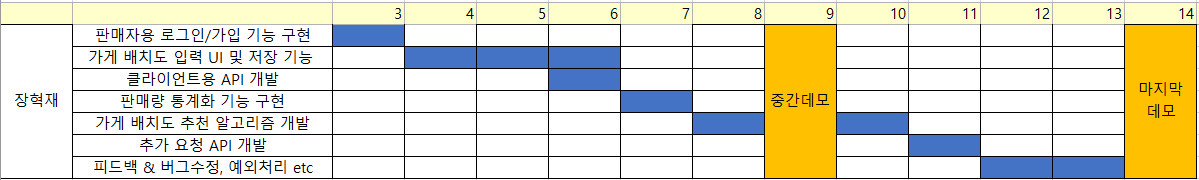 3 4 5 6 7 8 9 10 11 12 13 14
판매자용 로그인/가입 기능 구현
가게 배치도 입력 UI 및 저장 기능
클라이언트용 API 개발
장혁재
판매량 통계화 기능 구현
중간데모
마지막
데모
가게 배치도 추천 알고리즘 개발
추가 요청 API 개발
피드백 & 버그수정, 예외처리 etc